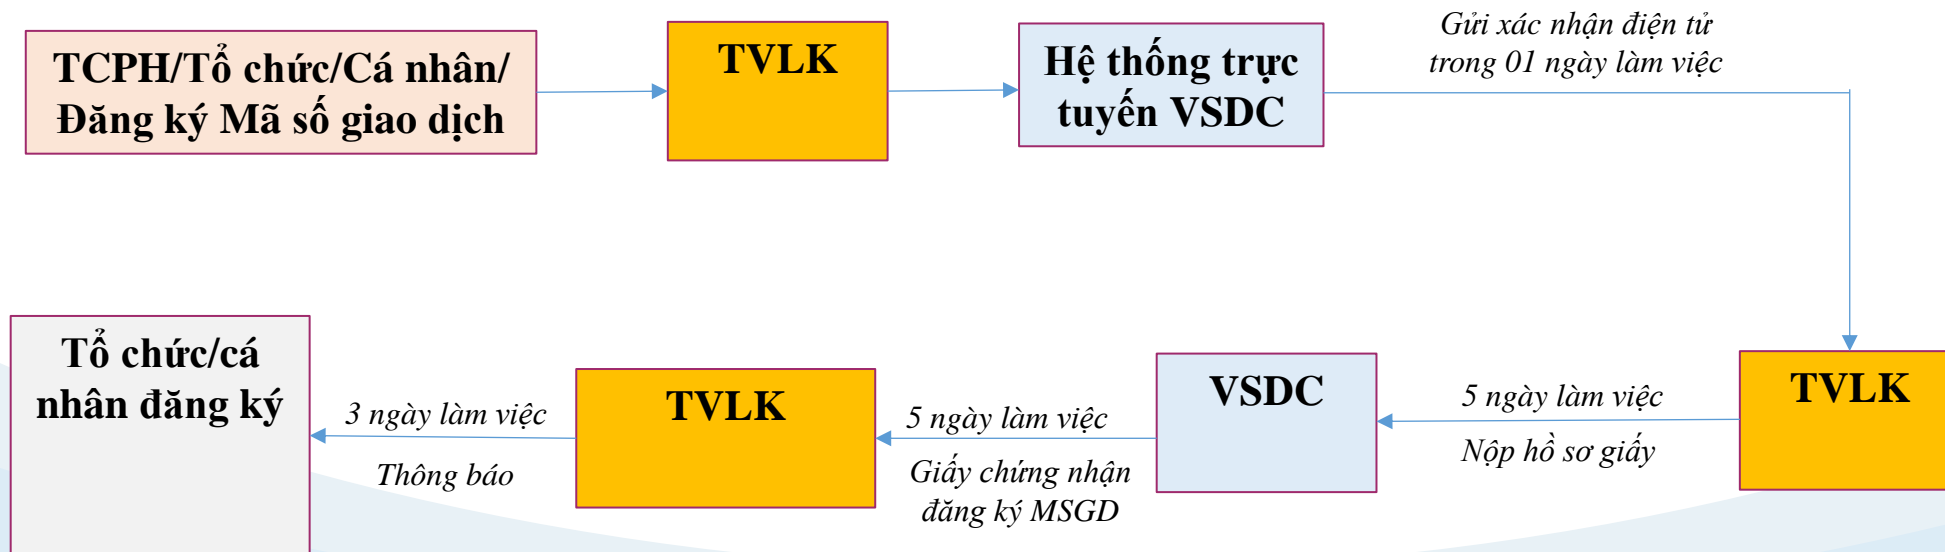 TCPH/Tổ chức/Cá nhân/
Đăng ký Mã số giao dịch
TVLK
Hệ thống trực
tuyến VSDC
Gửi xác nhận điện tử
trong 01 ngày làm việc
TVLK
5 ngày làm việc
Nộp hồ sơ giấy
VSDC
5 ngày làm việc
Giấy chứng nhận
đăng ký MSGD
TVLK
3 ngày làm việc
Thông báo
Tổ chức/cá
nhân đăng ký